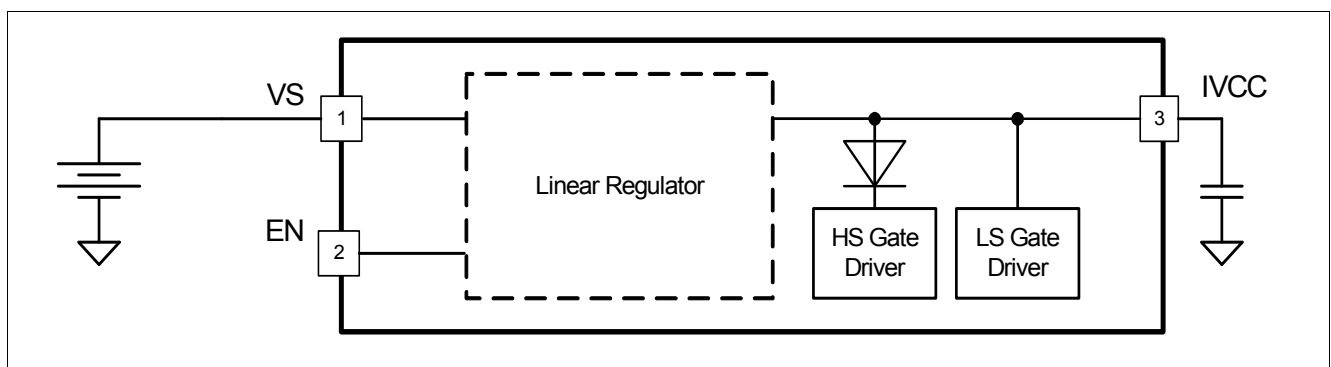 VS
1
EN
2
Linear Regulator
HS Gate
Driver
LS Gate
Driver
3
IVCC